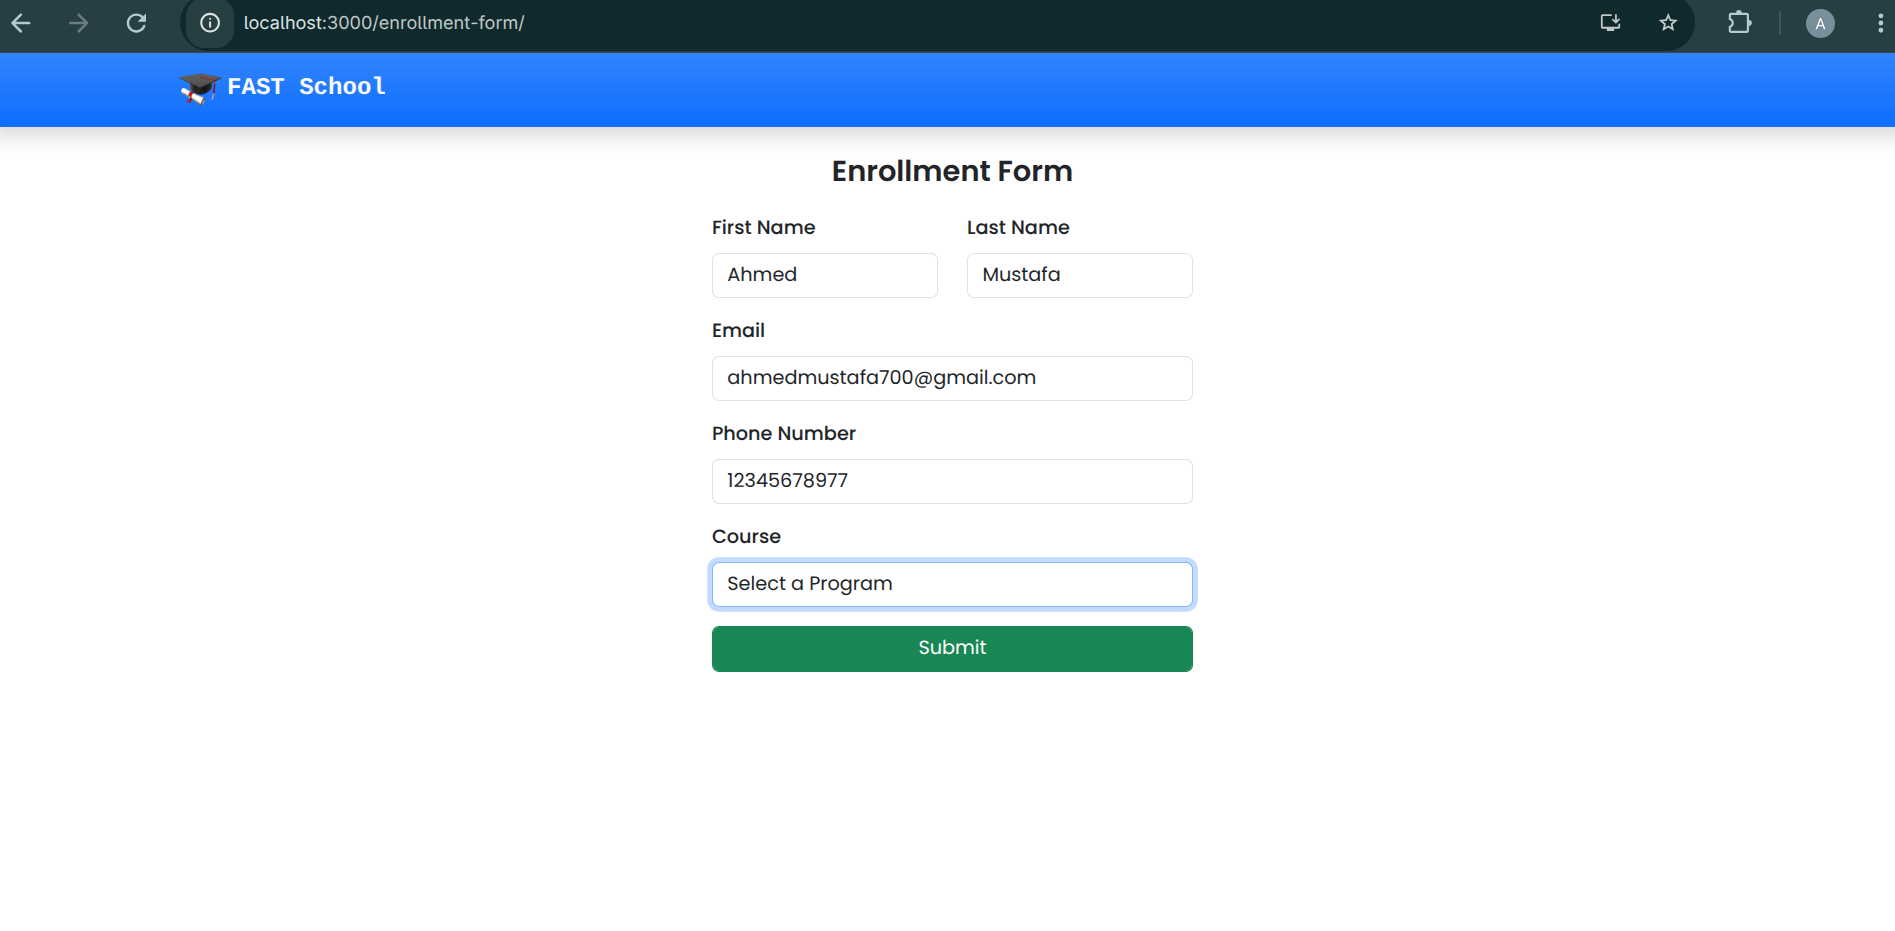 localhost:3000/enrollment-form/
A
FAST School
Enrollment Form
First Name Last Name
Ahmed Mustafa
Email
ahmedmustafa700@gmail.com
Phone Number
12345678977
Course
Select a Program
Submit